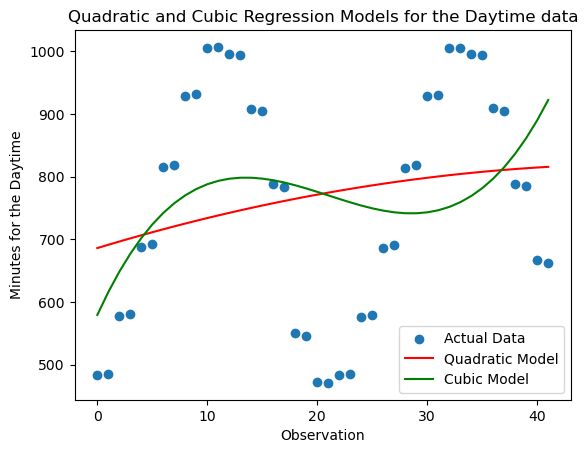 Quadratic and Cubic Regression Models for the Daytime data
Minutes for the Daytime
1000
900
800
700
600
500
Actual Data
Quadratic Model
Cubic Model
0
10
20
30
40
Observation